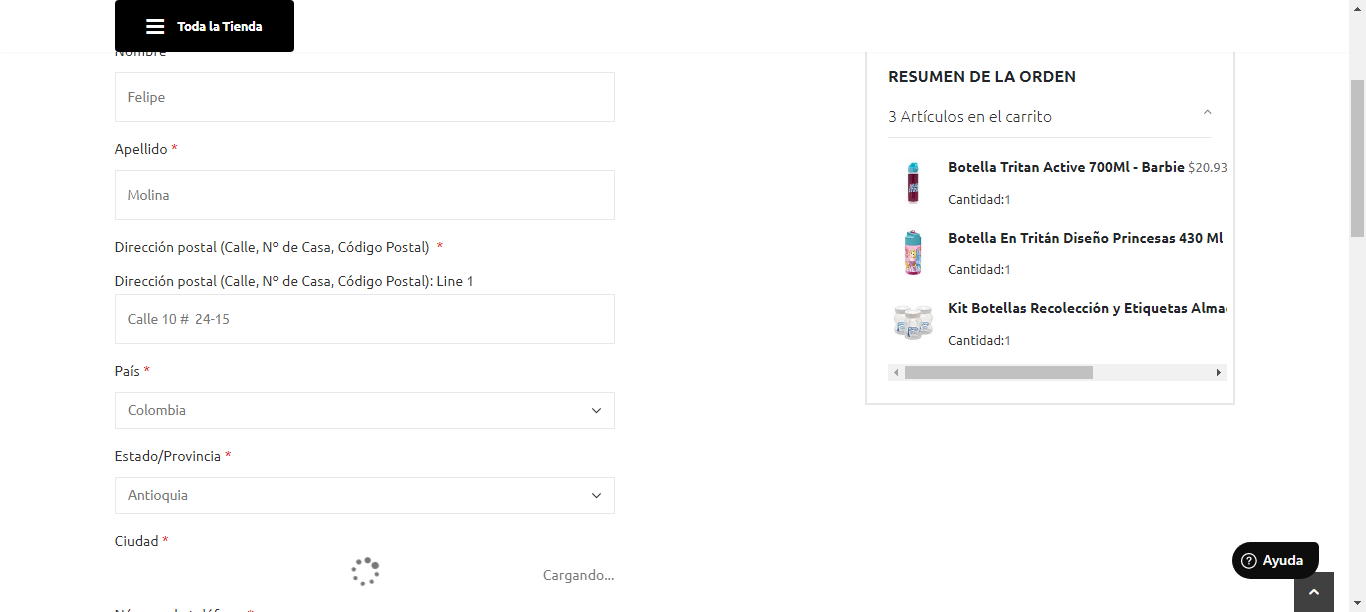 Toda la Tienda
Nombre
Felipe
Apellido *
Molina
Dirección postal (Calle, Nº de Casa, Código Postal) *
Dirección postal (Calle, Nº de Casa, Código Postal): Line 1
Calle 10 # 24-15
País *
Colombia
Estado/Provincia *
Antioquia
Ciudad *
Cargando...
RESUMEN DE LA ORDEN
3 Artículos en el carrito
Botella Tritan Active 700Ml - Barbie $20.93
Cantidad:1
Botella En Tritán Diseño Princesas 430 Ml
Cantidad:1
Kit Botellas Recolección y Etiquetas
Cantidad:1
Ayuda